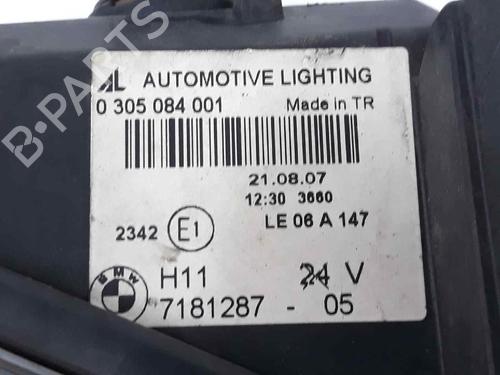 B-PARTS
AL AUTOMOTIVE LIGHTING
0 305 084 001 Made in TR
21.08.07
12:30 3660
2342 E1 LE 06 A 147
BMW H11 24 V
7181287 - 05